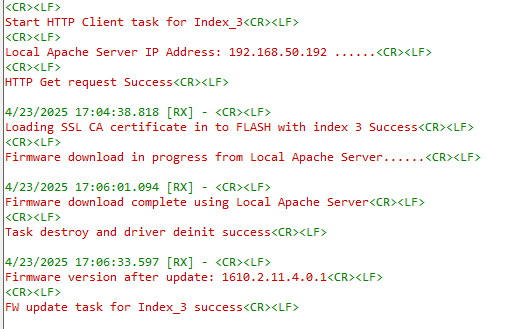 <CR><LF>
Start HTTP Client task for Index_3<CR><LF>
<CR><LF>
Local Apache Server IP Address: 192.168.50.192 ......<CR><LF>
<CR><LF>
HTTP Get request Success<CR><LF>
4/23/2025 17:04:38.818 [RX] - <CR><LF>
Loading SSL CA certificate in to FLASH with index 3 Success<CR><LF>
<CR><LF>
Firmware download in progress from Local Apache Server......<CR><LF>
4/23/2025 17:06:01.094 [RX] - <CR><LF>
Firmware download complete using Local Apache Server<CR><LF>
<CR><LF>
Task destroy and driver deinit success<CR><LF>
4/23/2025 17:06:33.597 [RX] - <CR><LF>
Firmware version after update: 1610.2.11.4.0.1<CR><LF>
<CR><LF>
FW update task for Index_3 success<CR><LF>